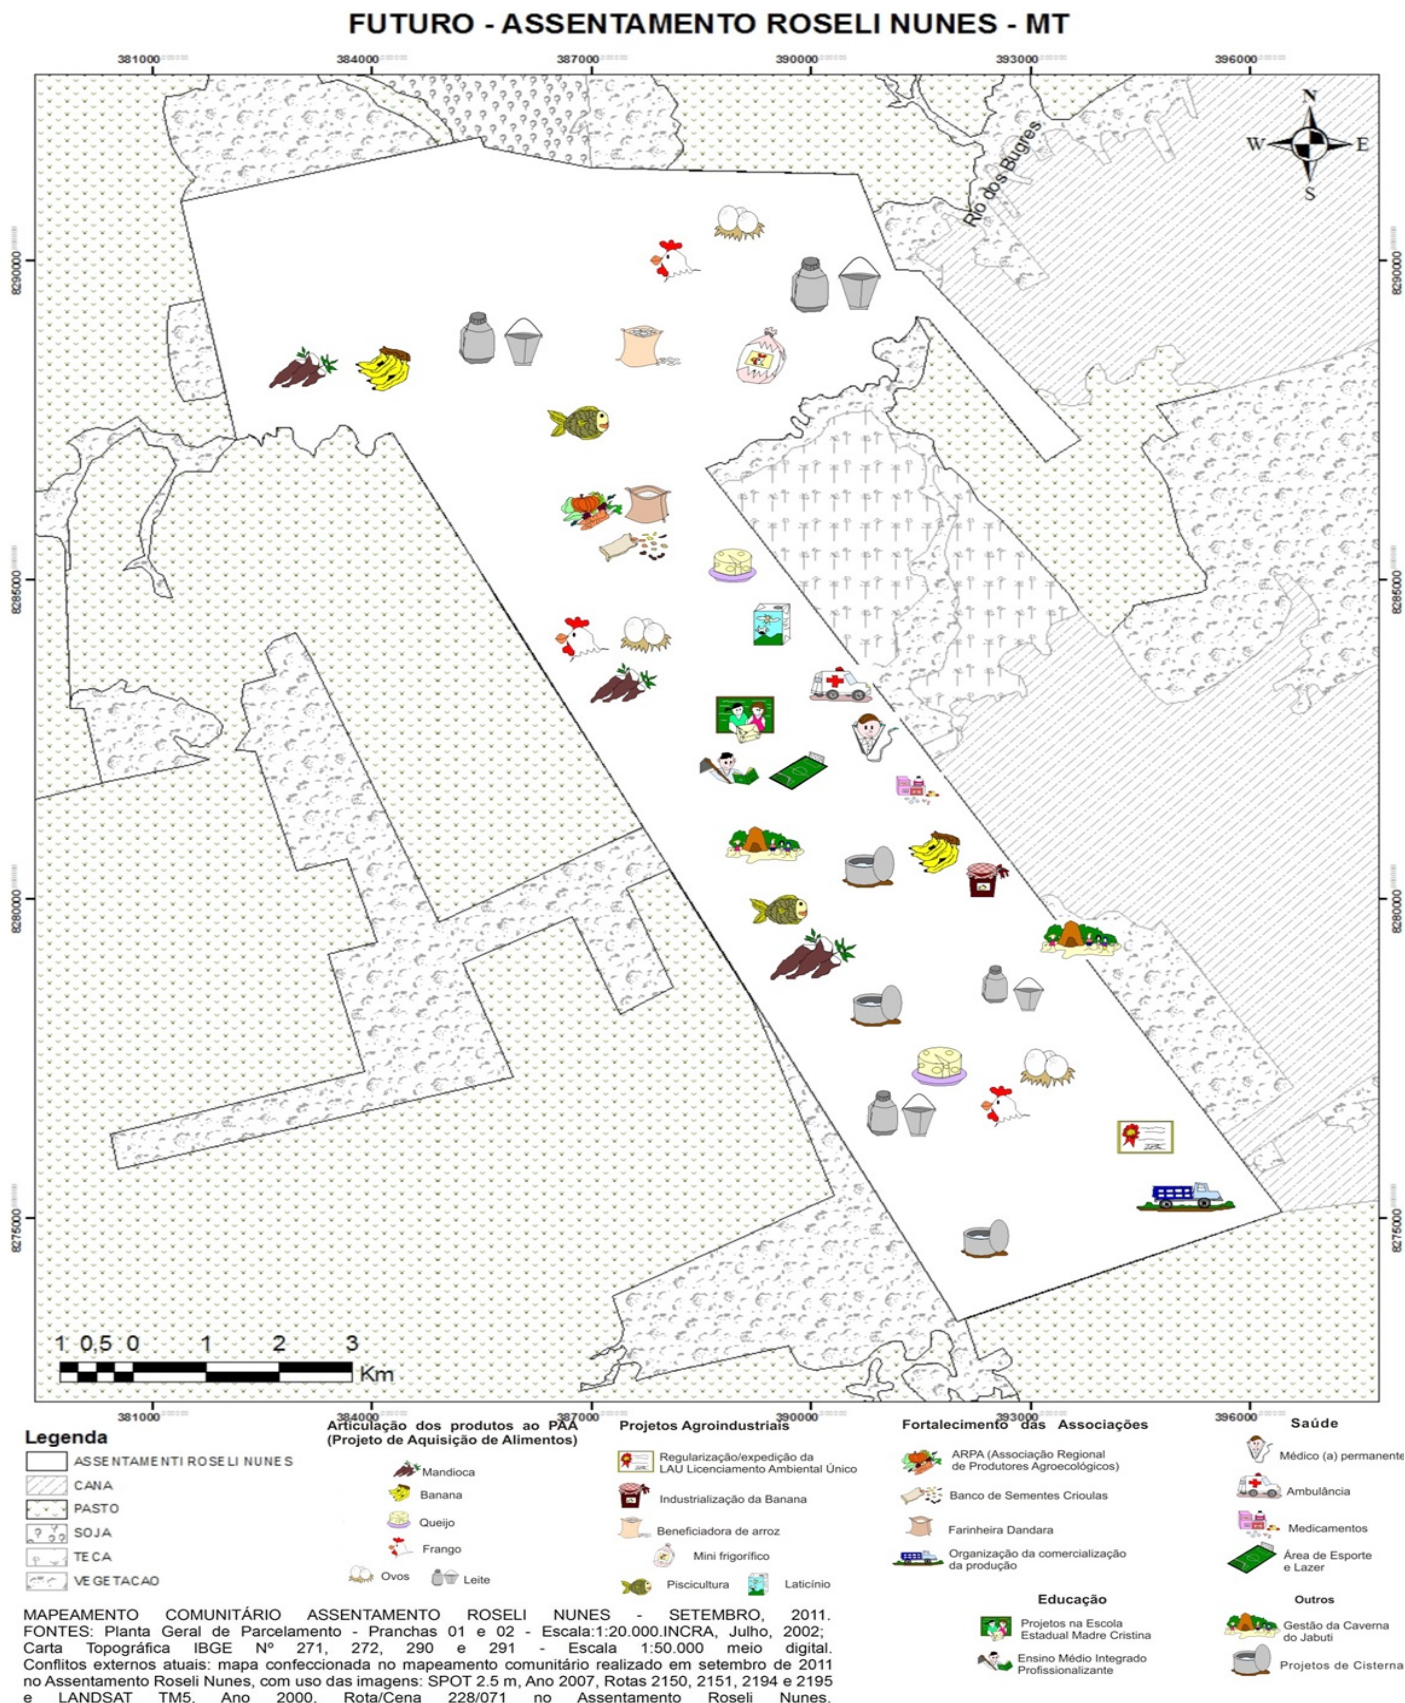 FUTURO - ASSENTAMENTO ROSELI NUNES - MT
381000 384000 387000 390000 393000 396000
N
W E
S
Rio dos Bugres
8290000 8290000
8285000 8285000
8280000 8280000
8275000 8275000
1 0,5 0 1 2 3
Km
381000 384000 387000 390000 393000 396000
Legenda
ASSENTAMENTI ROSELI NUNES
CANA
PASTO
SOJA
TECA
VEGETACAO
Articulação dos produtos ao PAA
(Projeto de Aquisição de Alimentos)
Mandioca
Banana
Queijo
Frango
Ovos
Leite
Projetos Agroindustriais
Regularização/expedição da
LAU Licenciamento Ambiental Único
Industrialização da Banana
Beneficiadora de arroz
Mini frigorífico
Piscicultura
Laticínio
Fortalecimento das Associações
ARPA (Associação Regional
de Produtores Agroecológicos)
Banco de Sementes Crioulas
Farinheira Dandara
Organização da comercialização
da produção
Saúde
Médico (a) permanente
Ambulância
Medicamentos
Área de Esporte
e Lazer
Educação
Projetos na Escola
Estadual Madre Cristina
Ensino Médio Integrado
Profissionalizante
Outros
Gestão da Caverna
do Jabuti
Projetos de Cisterna
MAPEAMENTO COMUNITÁRIO ASSENTAMENTO ROSELI NUNES - SETEMBRO, 2011.
FONTES: Planta Geral de Parcelamento - Pranchas 01 e 02 - Escala:1:20.000.INCRA, Julho, 2002;
Carta Topográfica IBGE Nº 271, 272, 290 e 291 - Escala 1:50.000 meio digital.
Conflitos externos atuais: mapa confeccionada no mapeamento comunitário realizado em setembro de 2011
no Assentamento Roseli Nunes, com uso das imagens: SPOT 2.5 m, Ano 2007, Rotas 2150, 2151, 2194 e 2195
e LANDSAT TM5, Ano 2000, Rota/Cena 228/071 no Assentamento Roseli Nunes.